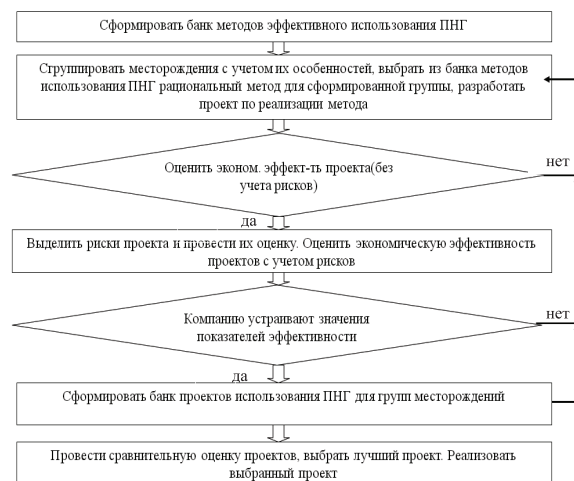 Сформировать банк методов эффективного использования ПНГ
Сгруппировать месторождения с учетом их особенностей, выбрать из банка методов
использования ПНГ рациональный метод для сформированной группы, разработать
проект по реализации метода
Оценить эконом. эффект-ть проекта(без
учета рисков)
нет
да
Выделить риски проекта и провести их оценку. Оценить экономическую эффективность
проектов с учетом рисков
Компанию устраивают значения
показателей эффективности
нет
да
Сформировать банк проектов использования ПНГ для групп месторождений
Провести сравнительную оценку проектов, выбрать лучший проект. Реализовать
выбранный проект